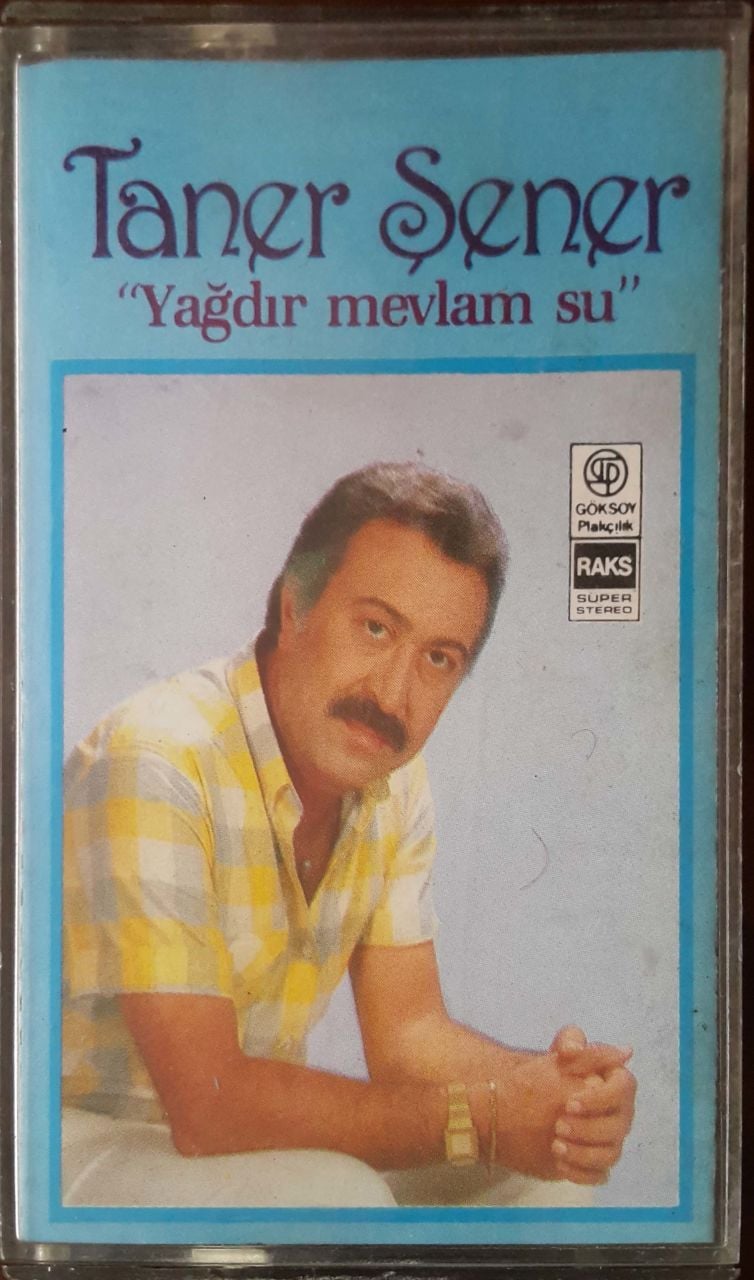 Taner Şener
"Yağdır mevlam su"
GÖKSOY
Plakçılık
RAKS
SÜPER
STEREO